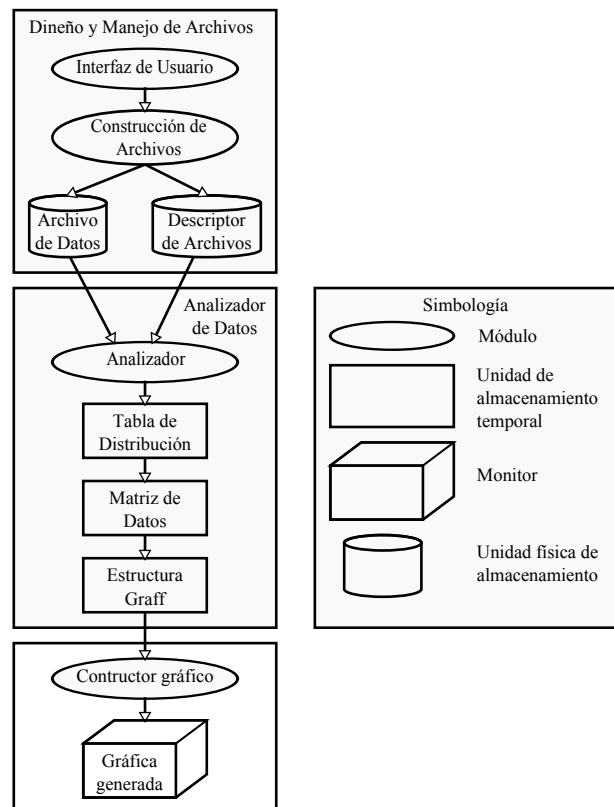 Dineño y Manejo de Archivos
Interfaz de Usuario
Construcción de
Archivos
Archivo
de Datos
Descriptor
de Archivos
Analizador
de Datos
Analizador
Tabla de
Distribución
Matriz de
Datos
Estructura
Graff
Contructor gráfico
Gráfica
generada
Simbología
Módulo
Unidad de
almacenamiento
temporal
Monitor
Unidad física de
almacenamiento